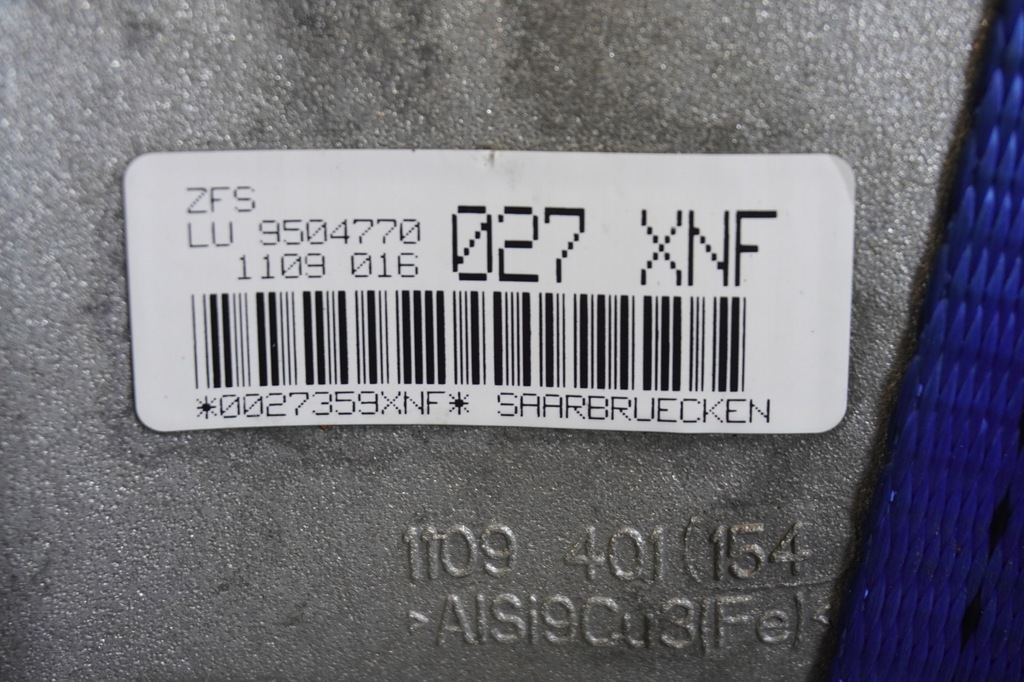 ZFS
LU 9504770
1109 016
027 XNF
*0027359XNF* SAARBRUECKEN
1109 401 (154
>AlSi9Cu3(Fe)<